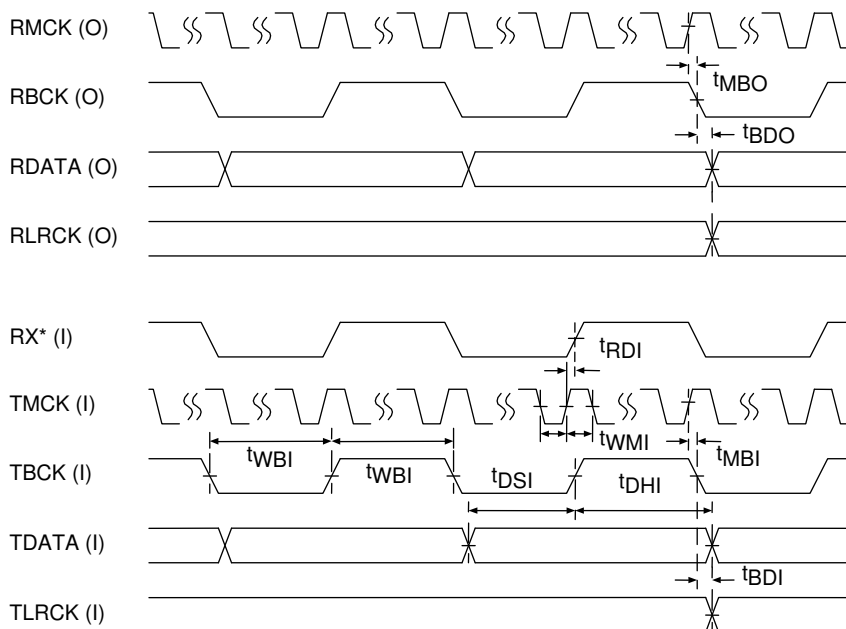 RMCK (O)
tMBO
RBCK (O)
tBDO
RDATA (O)
RLRCK (O)
RX* (I)
tRDI
TMCK (I)
tWMI
tMBI
TBCK (I)
tWBI
tWBI
tDSI
tDHI
TDATA (I)
tBDI
TLRCK (I)